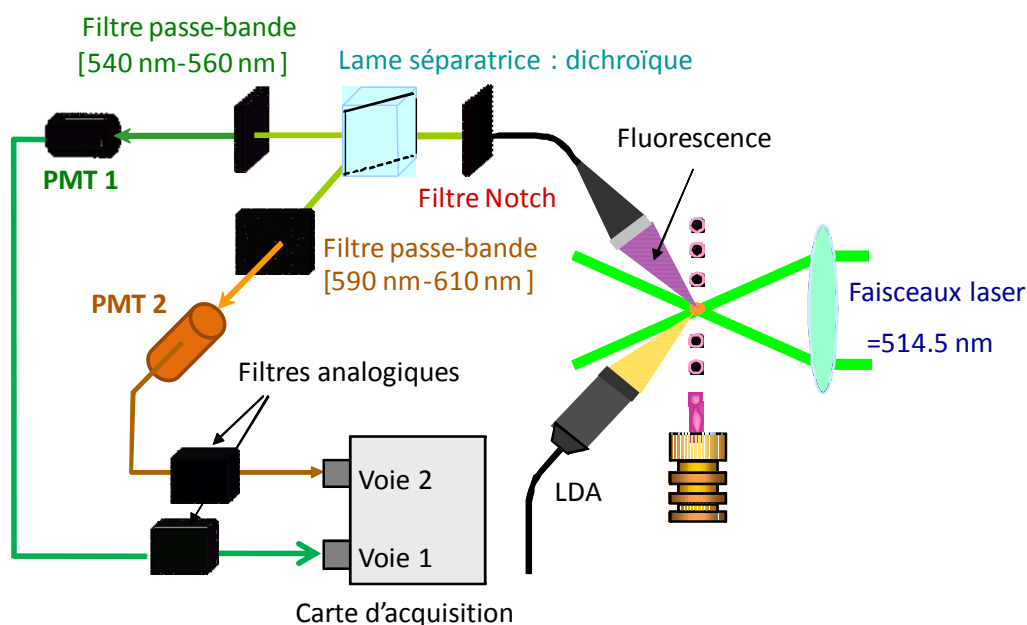 Filtre passe-bande
[540 nm-560 nm ]
Lame séparatrice : dichroïque
Fluorescence
PMT 1
Filtre Notch
Filtre passe-bande
[590 nm-610 nm]
PMT 2
Faisceaux laser
=514.5 nm
Filtres analogiques
Voie 2
LDA
Voie 1
Carte d'acquisition